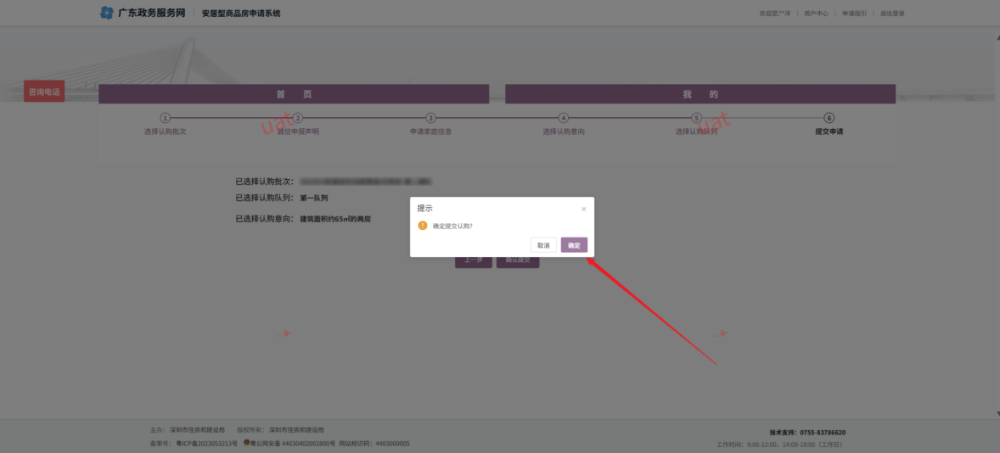 广东政务服务网 安居型商品房申请系统 欢迎您,**洋 用户中心 申请指引 退出登录
咨询电话
首 页 我 的
1 2 3 4 5 6
选择认购批次 诚信申报声明 申请家庭信息 选择认购意向 选择认购队列 提交申请
uat uat
已选择认购批次:
已选择认购队列: 第一队列
已选择认购意向: 建筑面积约65㎡的两房
提示
确定提交认购?
取消 确定
上一步 确认提交
主办: 深圳市住房和建设局 版权所有: 深圳市住房和建设局
备案号: 粤ICP备2023053213号 粤公网安备 44030402002800号 网站标识码: 4403000005
技术支持: 0755-83786620
工作时间: 9:00-12:00, 14:00-18:00 (工作日)